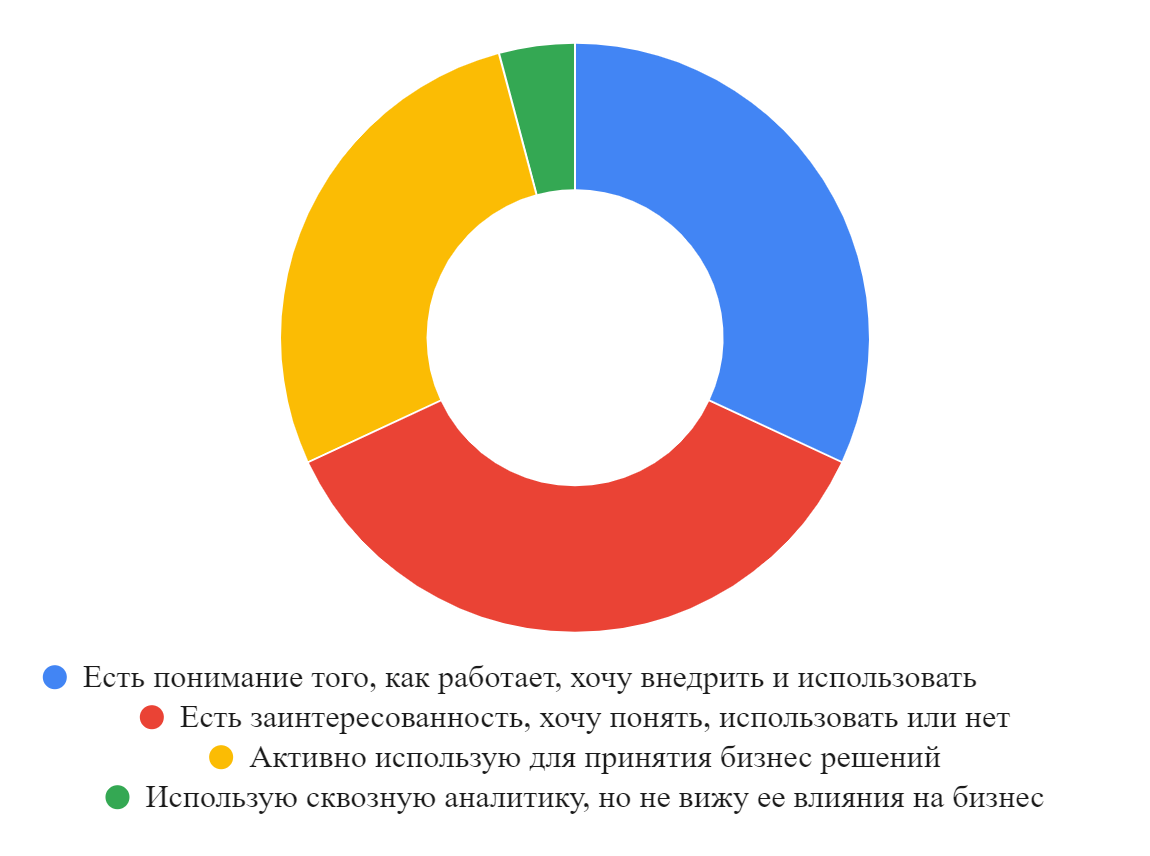 Есть понимание того, как работает, хочу внедрить и использовать
Есть заинтересованность, хочу понять, использовать или нет
Активно использую для принятия бизнес решений
Использую сквозную аналитику, но не вижу ее влияния на бизнес